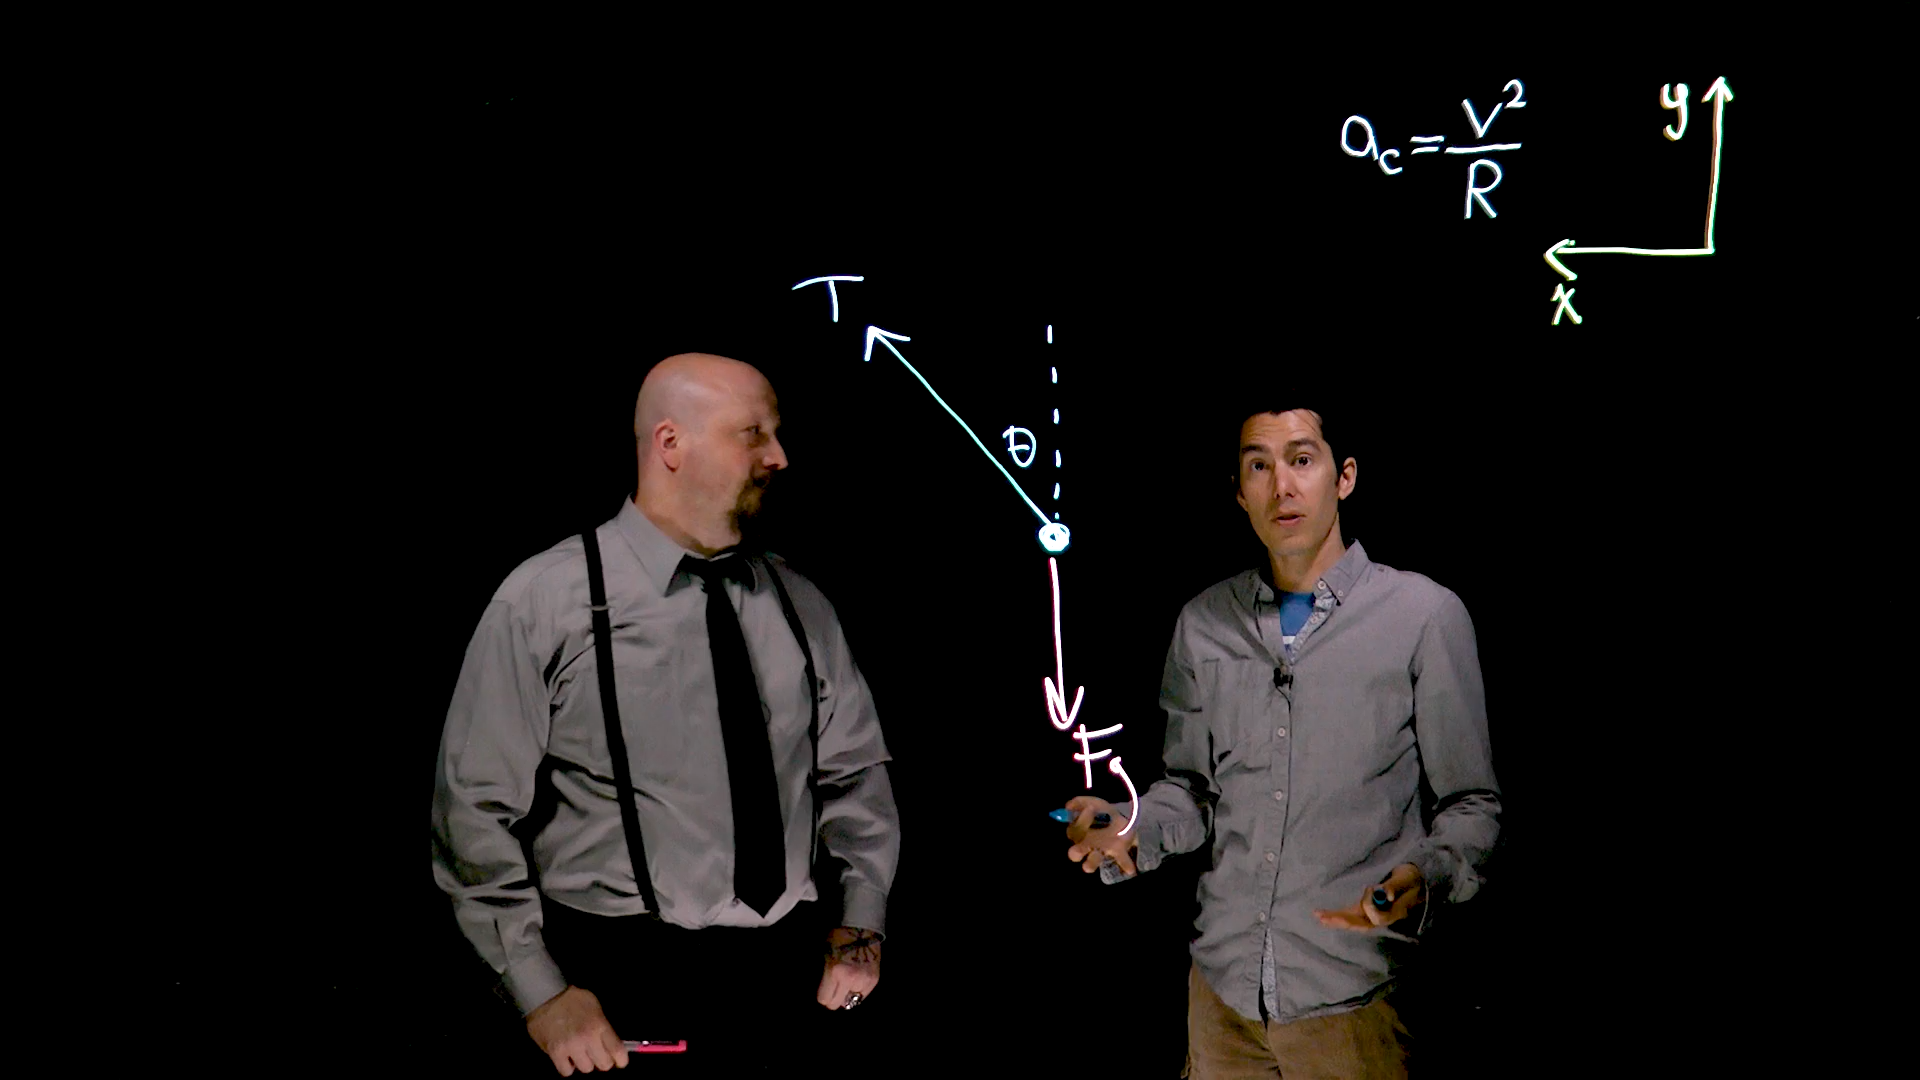 a_c = V²/R
y
x
T
θ
F_g